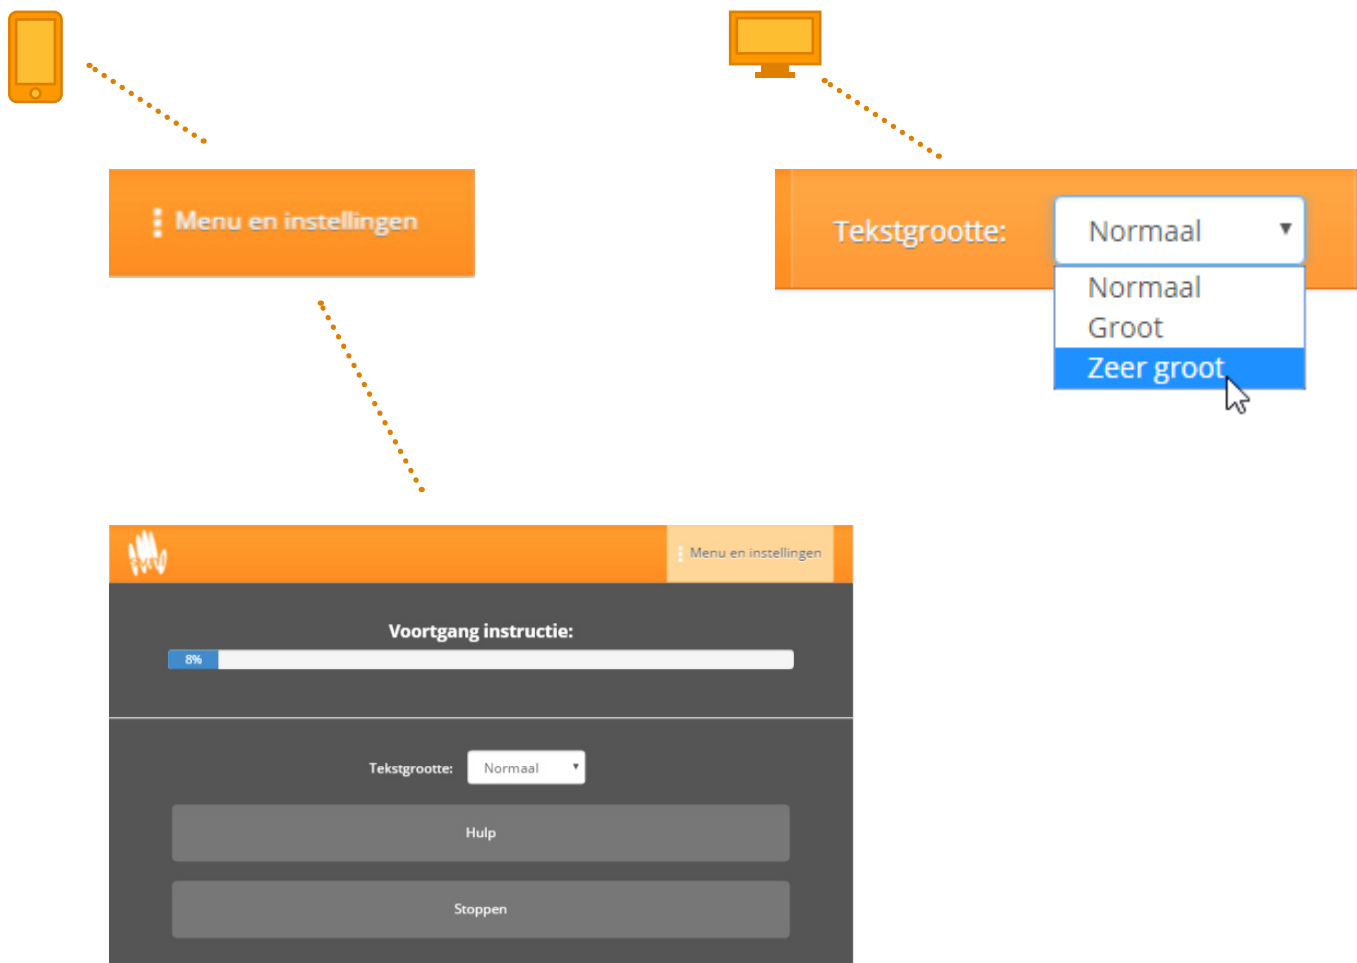 Menu en instellingen
Tekstgrootte:
Normaal
Normaal
Groot
Zeer groot
Menu en instellingen
Voortgang instructie:
8%
Tekstgrootte:
Normaal
Hulp
Stoppen